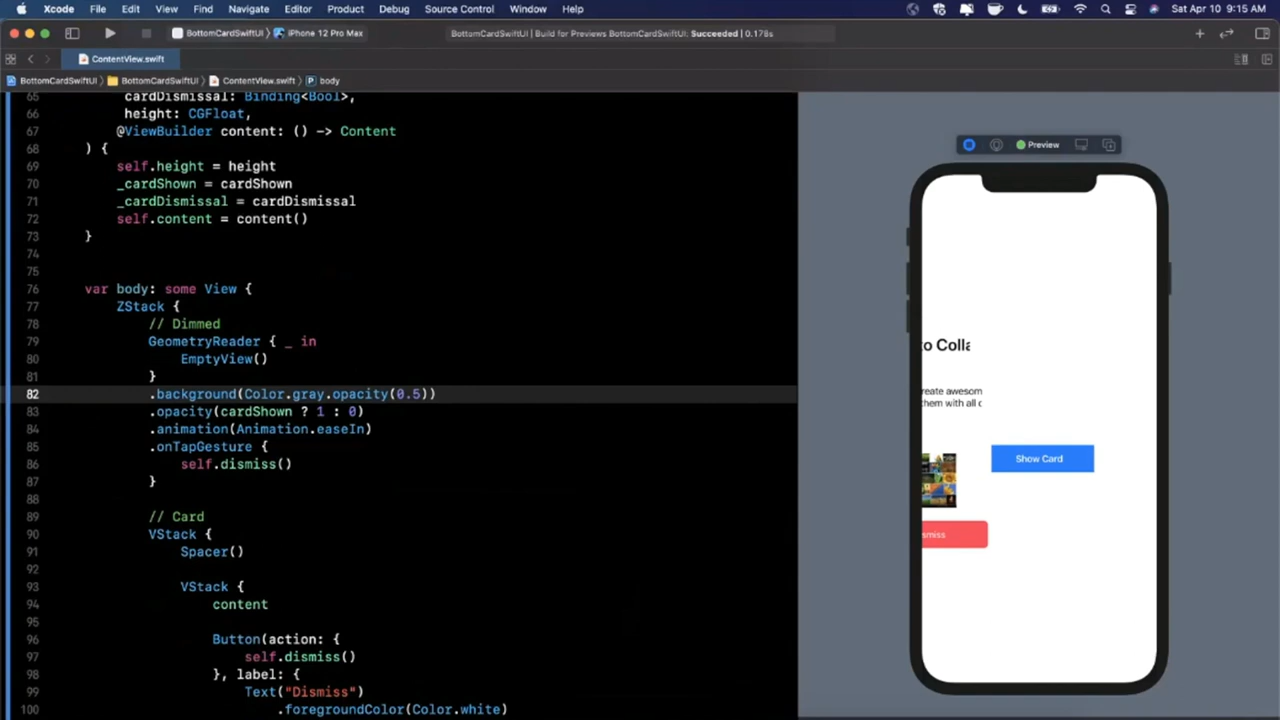 Xcode File Edit View Find Navigate Editor Product Debug Source Control Window Help Sat Apr 10 9:15 AM
BottomCardSwiftUI iPhone 12 Pro Max BottomCardSwiftUI | Build for Previews BottomCardSwiftUI: Succeeded | 0.178s
ContentView.swift
BottomCardSwiftUI BottomCardSwiftUI ContentView.swift P body
65 cardDismissal: Binding<Bool>,
66 height: CGFloat,
67 @ViewBuilder content: () -> Content
68 ) {
69 self.height = height
70 _cardShown = cardShown
71 _cardDismissal = cardDismissal
72 self.content = content()
73 }
74
75
76 var body: some View {
77 ZStack {
78 // Dimmed
79 GeometryReader { _ in
80 EmptyView()
81 }
82 .background(Color.gray.opacity(0.5))
83 .opacity(cardShown ? 1 : 0)
84 .animation(Animation.easeIn)
85 .onTapGesture {
86 self.dismiss()
87 }
88
89 // Card
90 VStack {
91 Spacer()
92
93 VStack {
94 content
95
96 Button(action: {
97 self.dismiss()
98 }, label: {
99 Text("Dismiss")
100 .foregroundColor(Color.white)
Preview
to Colla
reate awesom
them with all c
Show Card
smiss